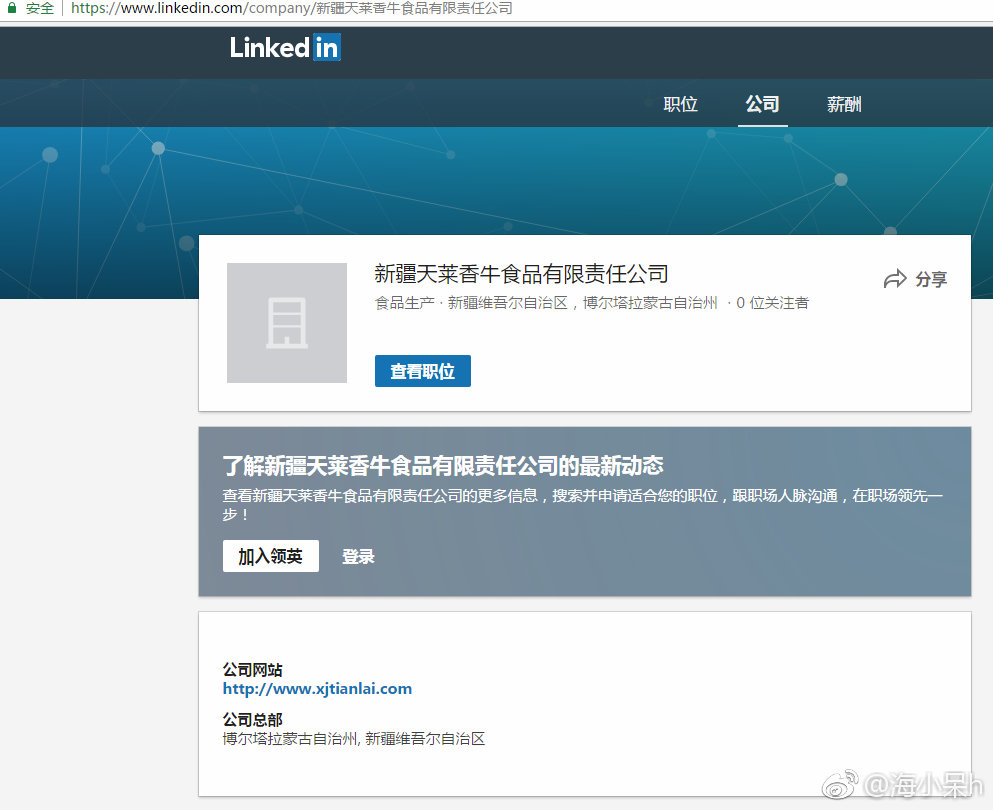 安全 https://www.linkedin.com/company/新疆天莱香牛食品有限责任公司
Linked in
职位 公司 薪酬
新疆天莱香牛食品有限责任公司
分享
食品生产 · 新疆维吾尔自治区，博尔塔拉蒙古自治州 · 0 位关注者
查看职位
了解新疆天莱香牛食品有限责任公司的最新动态
查看新疆天莱香牛食品有限责任公司的更多信息，搜索并申请适合您的职位，跟职场人脉沟通，在职场领先一
步！
加入领英 登录
公司网站
http://www.xjtianlai.com
公司总部
博尔塔拉蒙古自治州, 新疆维吾尔自治区
@海小呆h